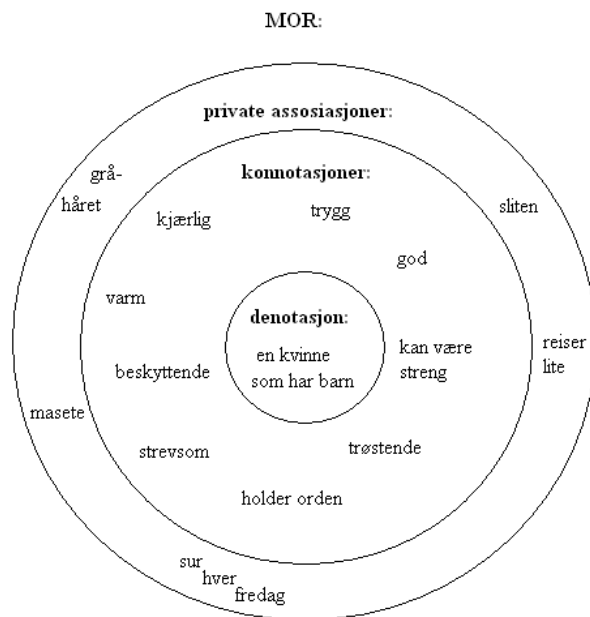 MOR:
private assosiasjoner:
grå-
håret
sliten
reiser
lite
masete
sur
hver
fredag
konnotasjoner:
kjærlig
trygg
god
varm
beskyttende
kan være
streng
strevsom
trøstende
holder orden
denotasjon:
en kvinne
som har barn